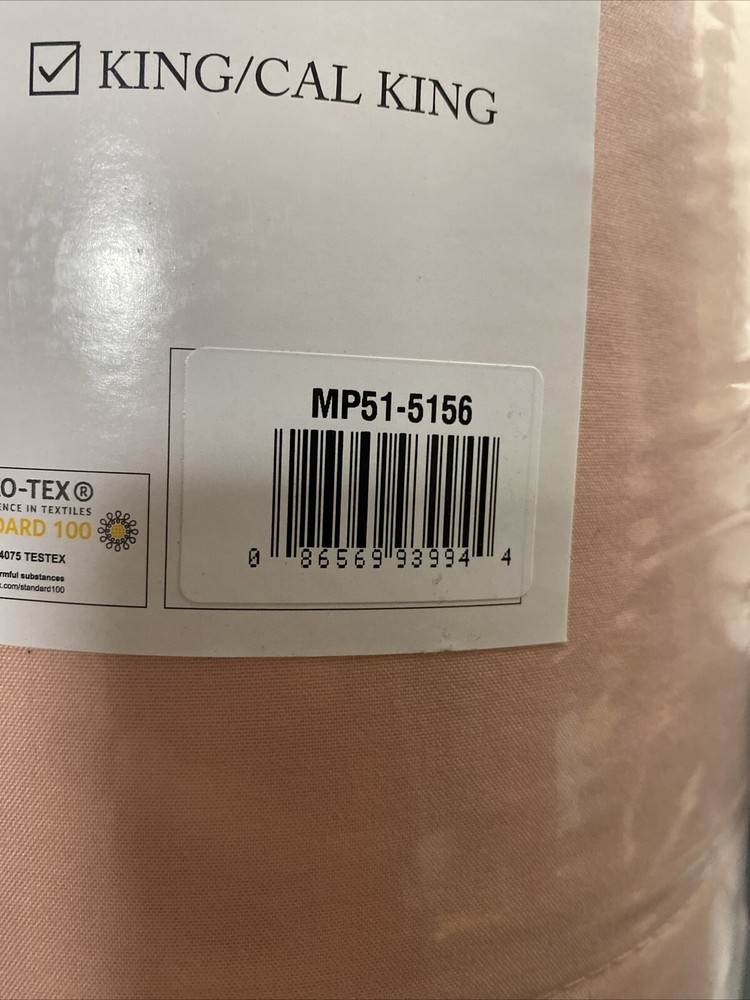 KING/CAL KING
MP51-5156
0 86569 93994 4
O-TEX®
ENCE IN TEXTILES
DARD 100
4075 TESTEX
rmful substances
x.com/standard100